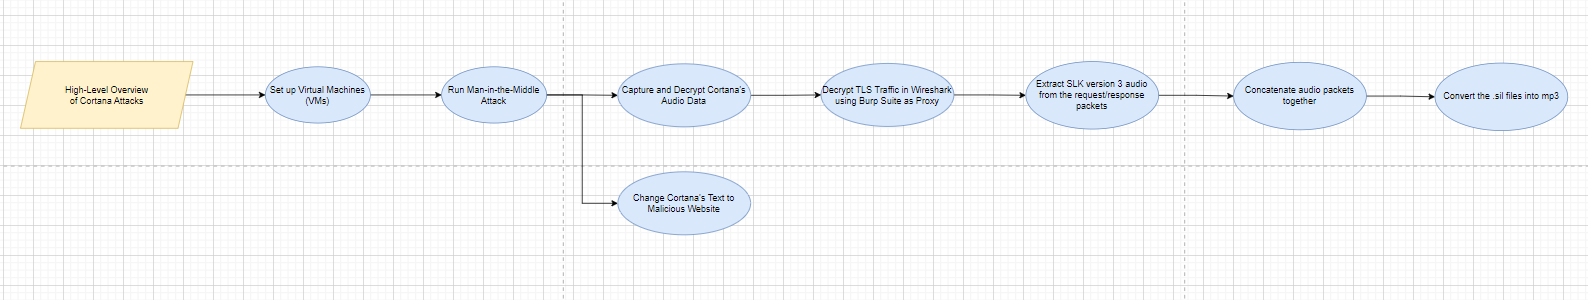 High-Level Overview
of Cortana Attacks
Set up Virtual Machines
(VMs)
Run Man-in-the-Middle
Attack
Capture and Decrypt Cortana's
Audio Data
Decrypt TLS Traffic in Wireshark
using Burp Suite as Proxy
Extract SLK version 3 audio
from the request/response
packets
Concatenate audio packets
together
Convert the .sil files into mp3
Change Cortana's Text to
Malicious Website